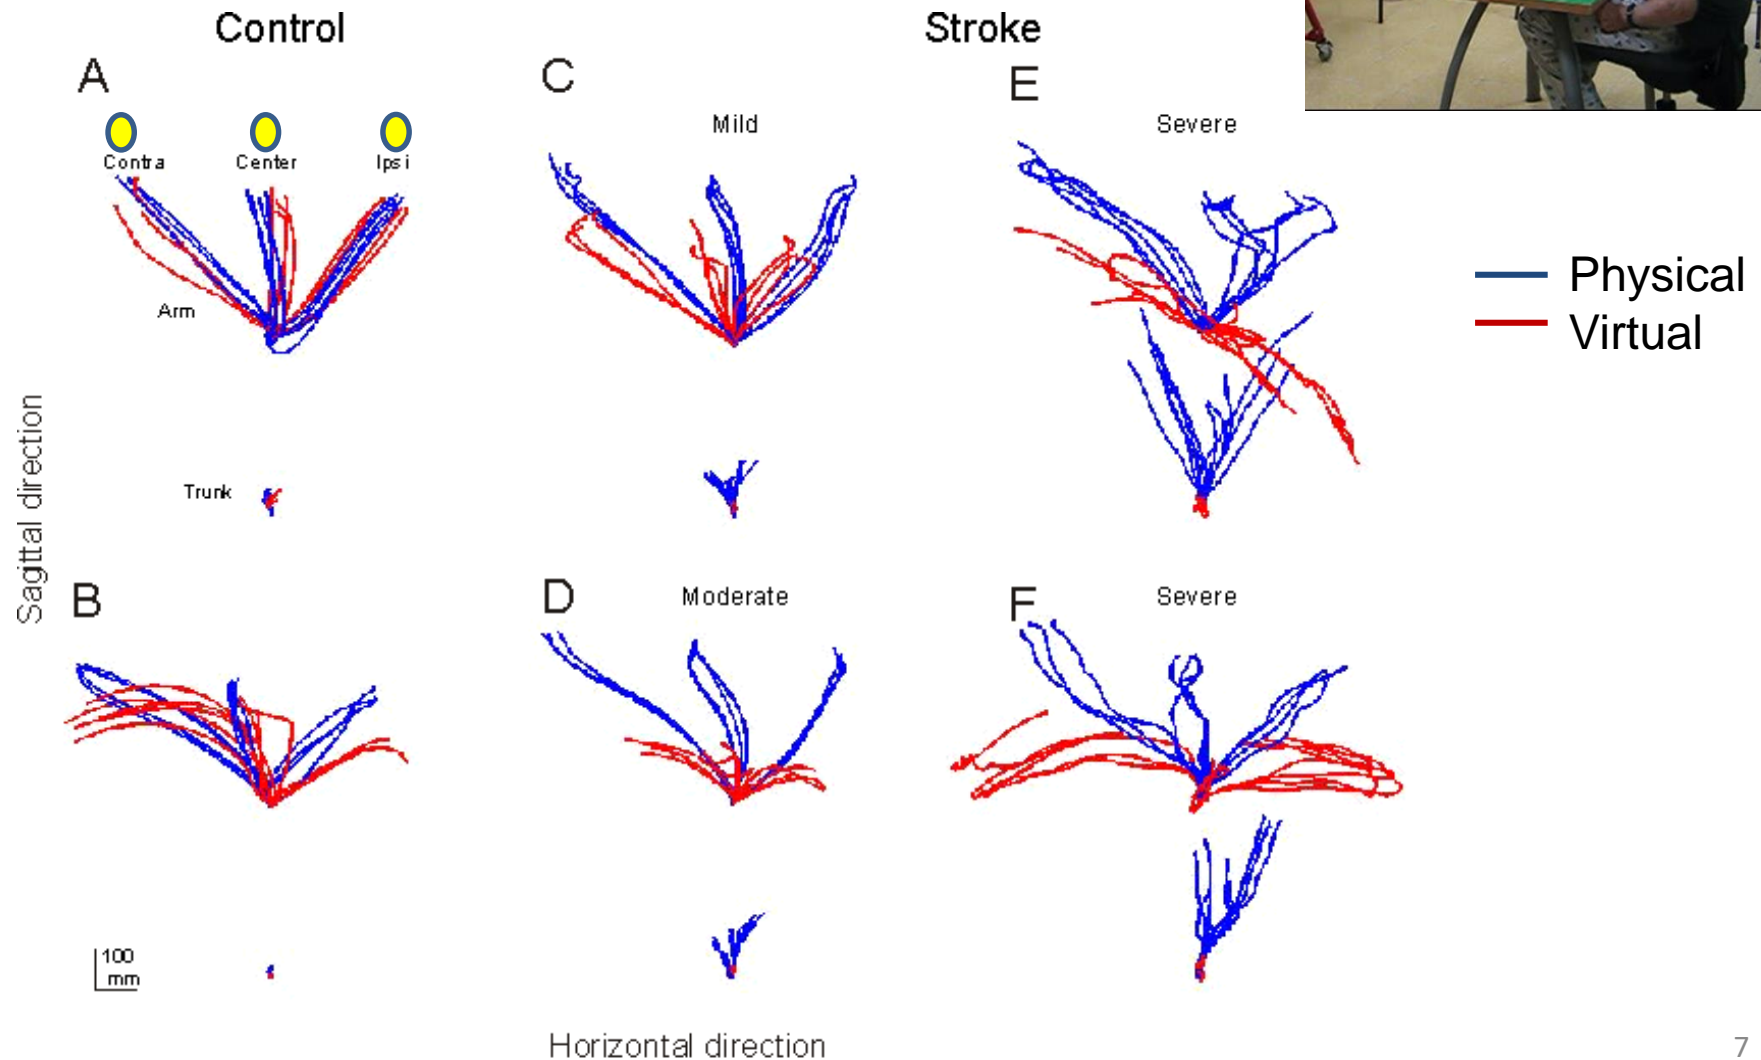 Control
Stroke
A
C
E
Mild
Severe
Contra
Center
Ipsi
Physical
Virtual
Arm
Trunk
Sagittal direction
B
D
F
Moderate
Severe
100
mm
Horizontal direction
7